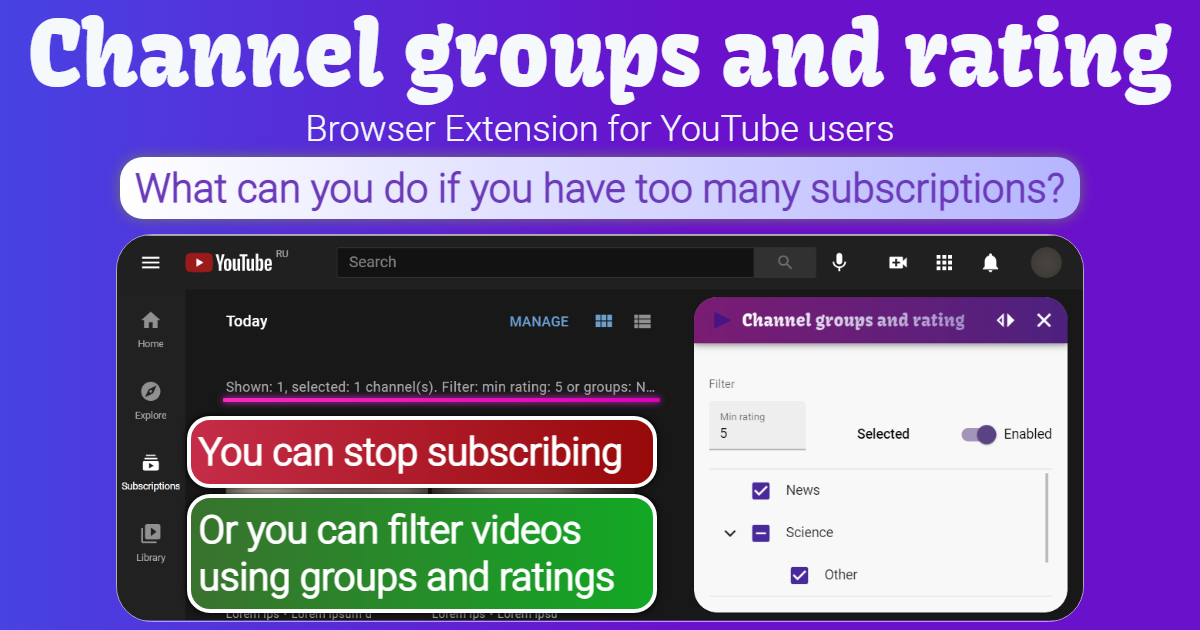 Channel groups and rating
Browser Extension for YouTube users
What can you do if you have too many subscriptions?
YouTube RU
Search
Home
Explore
Subscriptions
Library
Today
MANAGE
Shown: 1, selected: 1 channel(s). Filter: min rating: 5 or groups: N...
You can stop subscribing
Or you can filter videos
using groups and ratings
Lorem ips • Lorem ipsum d
Lorem ips • Lorem ipsu
Channel groups and rating
Filter
Min rating
5
Selected
Enabled
News
Science
Other